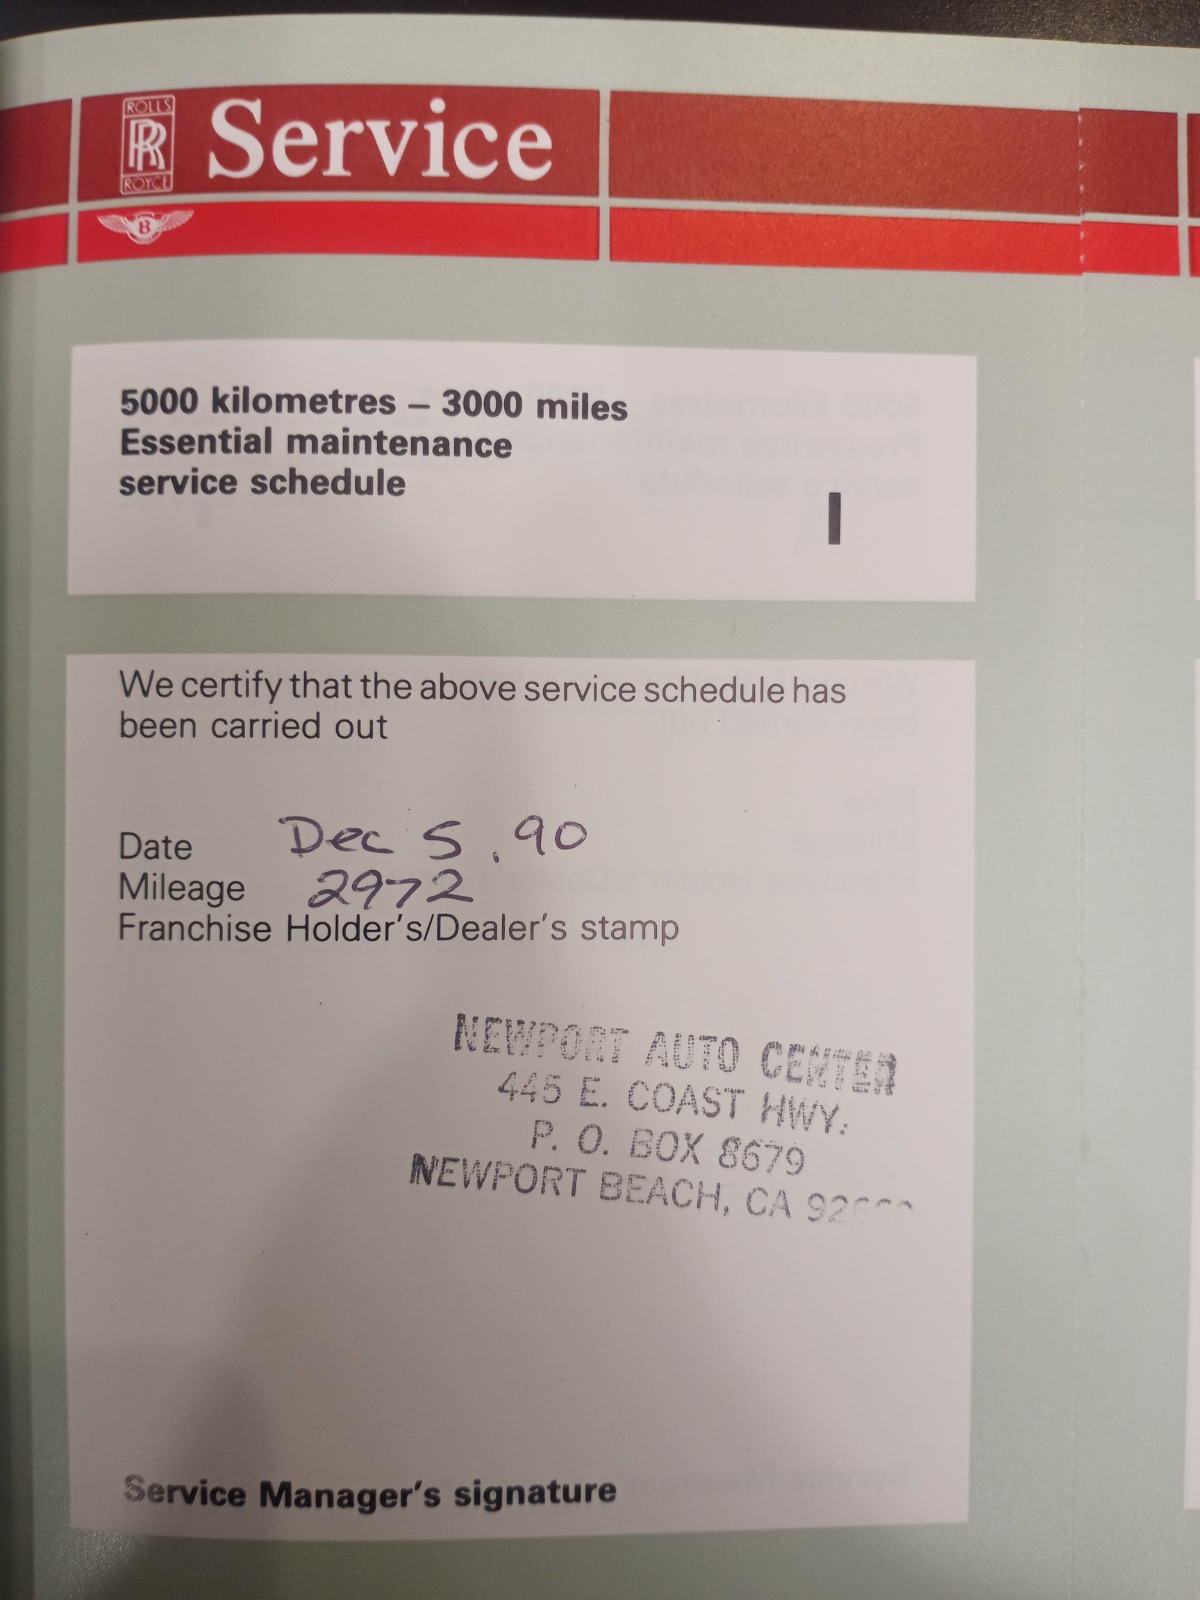 ROLLS
RR
ROYCE
Service
B
5000 kilometres – 3000 miles
Essential maintenance
service schedule
I
We certify that the above service schedule has
been carried out
Date Dec 5, 90
Mileage 2972
Franchise Holder's/Dealer's stamp
NEWPORT AUTO CENTER
445 E. COAST HWY.
P. O. BOX 8679
NEWPORT BEACH, CA
Service Manager's signature